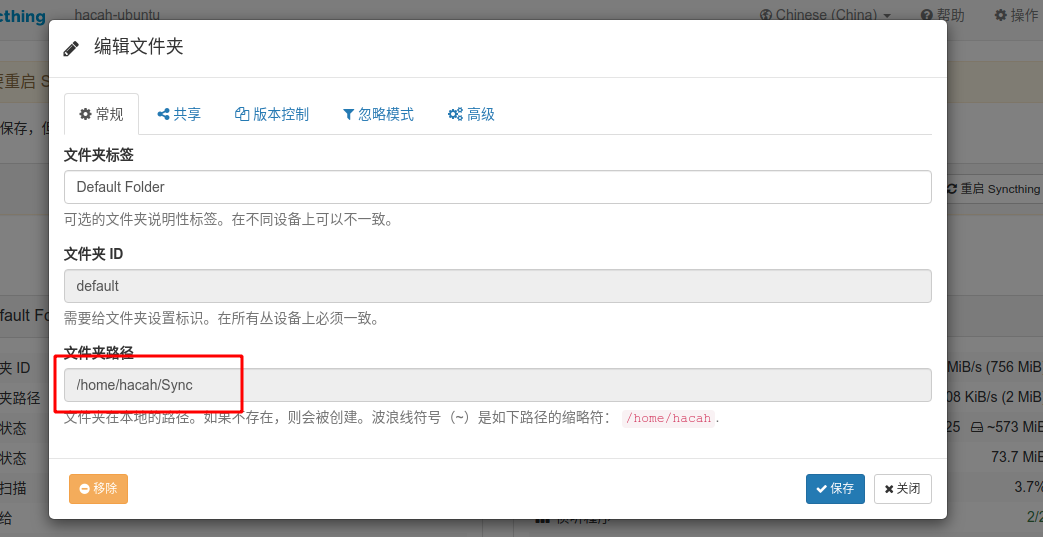 cthing
hacah-ubuntu
Chinese (China)
帮助
操作
编辑文件夹
要重启 S
保存，但
常规
共享
版本控制
忽略模式
高级
文件夹标签
Default Folder
重启 Syncthing
可选的文件夹说明性标签。在不同设备上可以不一致。
文件夹 ID
default
需要给文件夹设置标识。在所有丛设备上必须一致。
fault Fo
文件夹路径
夹 ID
MiB/s (756 MiB
/home/hacah/Sync
夹路径
08 KiB/s (2 MiB
文件夹在本地的路径。如果不存在，则会被创建。波浪线符号（~）是如下路径的缩略符： /home/hacah .
状态
25
~573 MiB
状态
73.7 MiB
扫描
移除
保存
关闭
3.7%
给
2/2